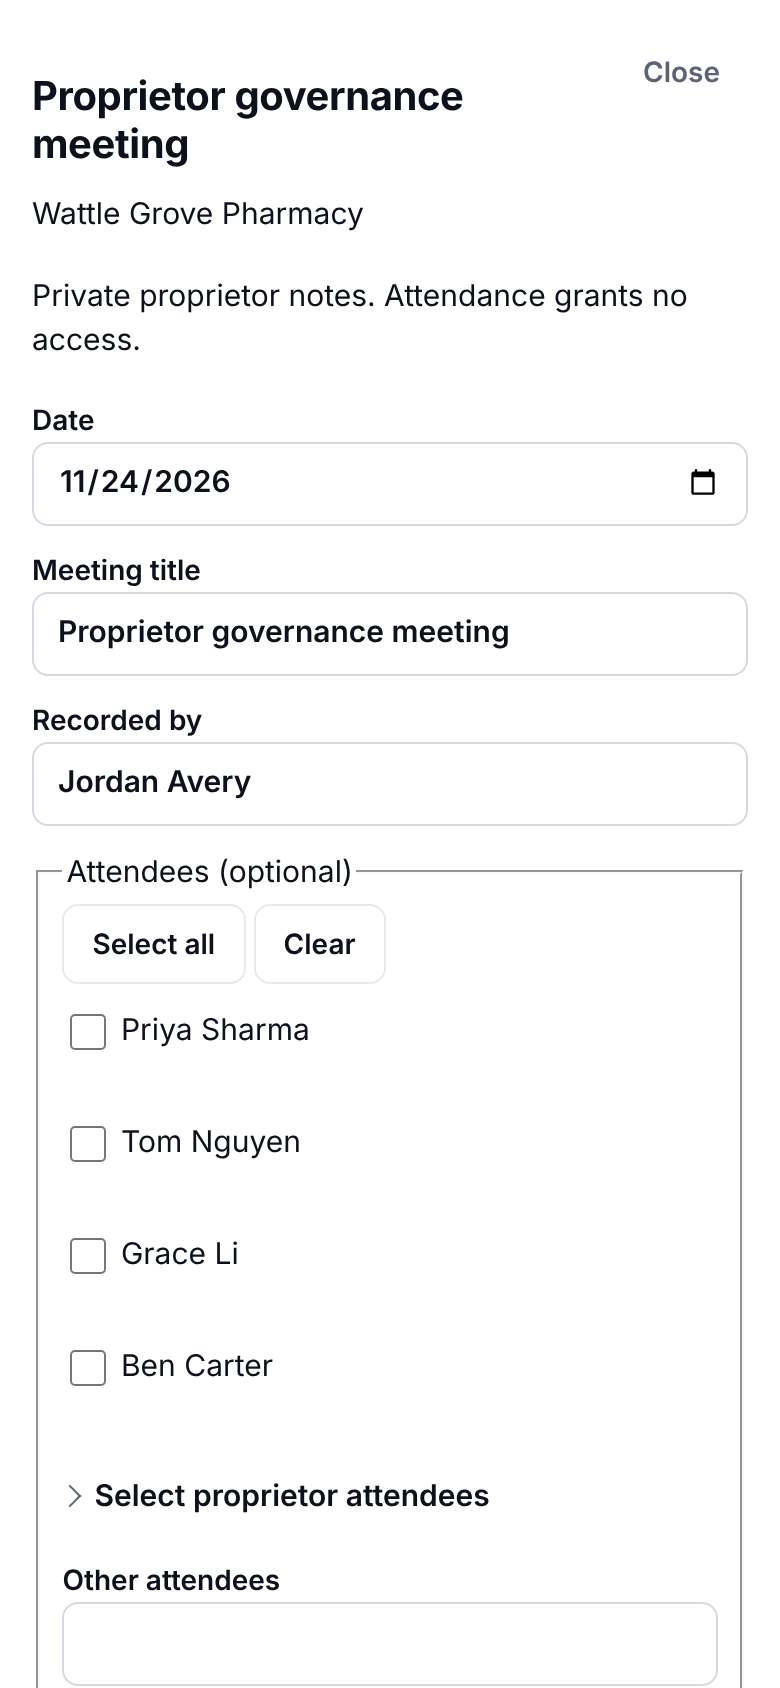 Close
Proprietor governance
meeting
Wattle Grove Pharmacy
Private proprietor notes. Attendance grants no
access.
Date
11/24/2026
Meeting title
Proprietor governance meeting
Recorded by
Jordan Avery
Attendees (optional)
Select all Clear
Priya Sharma
Tom Nguyen
Grace Li
Ben Carter
Select proprietor attendees
Other attendees